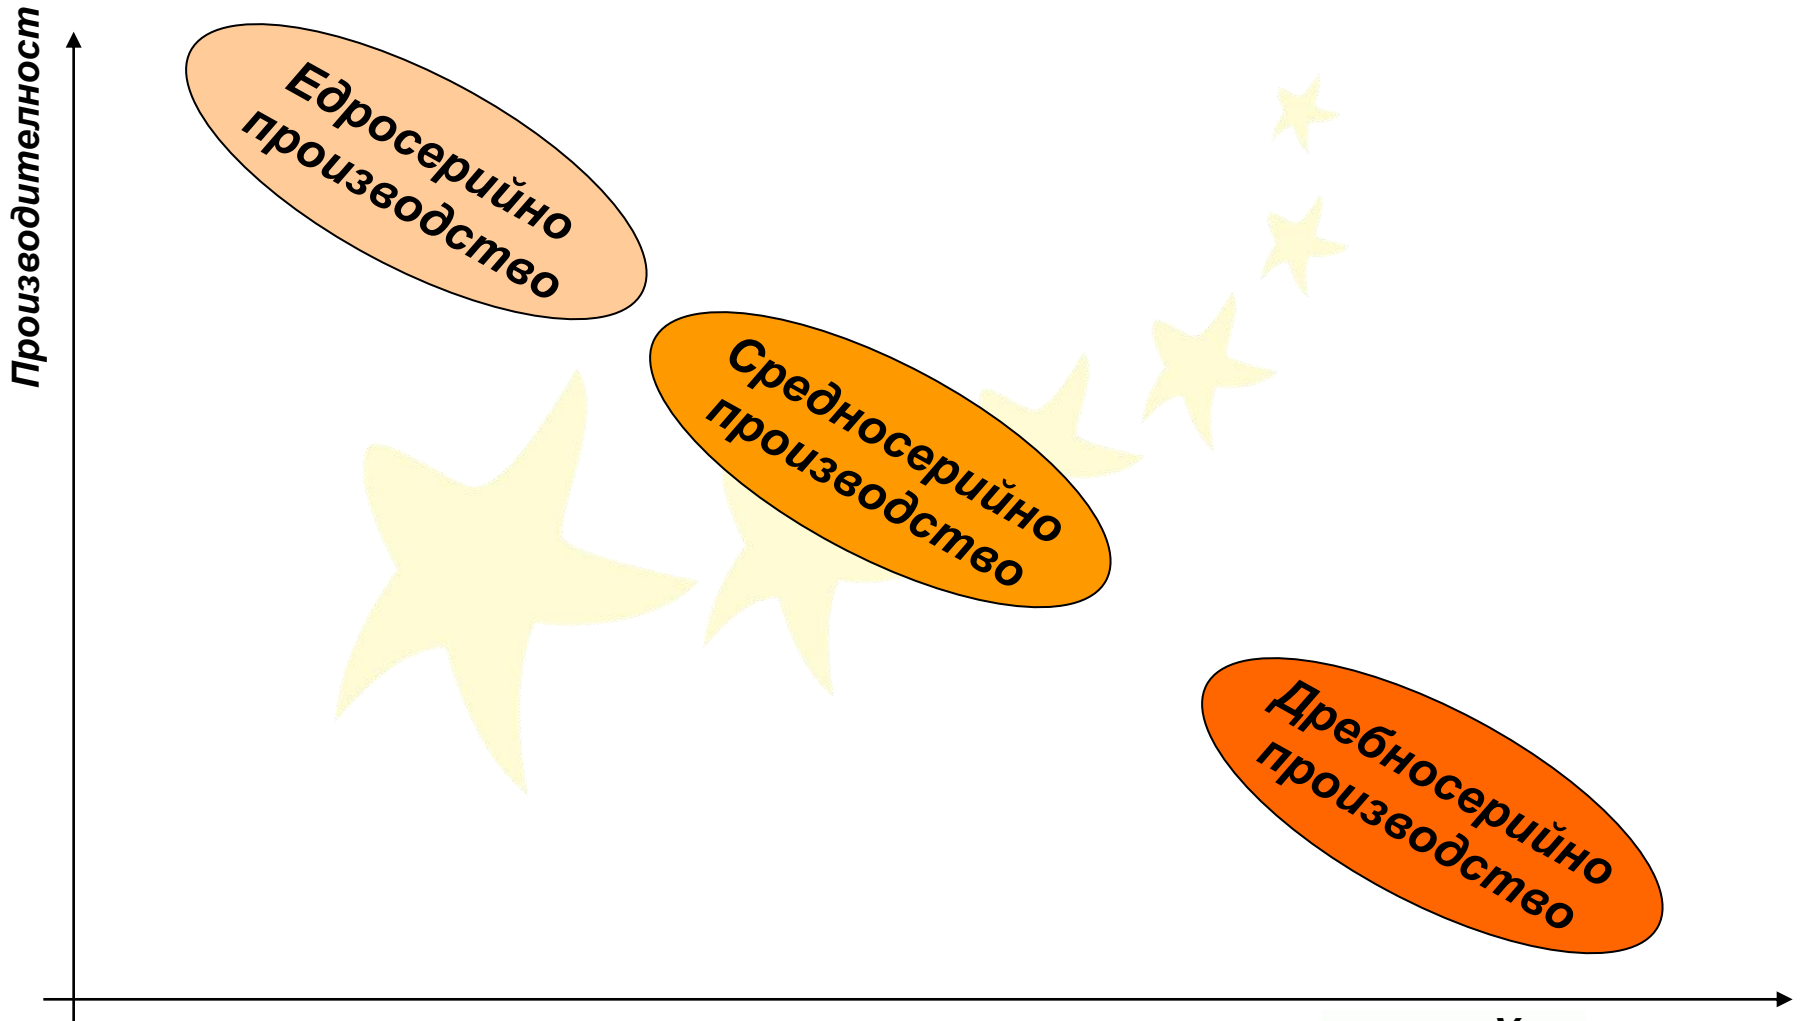 Производителност
Едросерийно
производство
Средносерийно
производство
Дребносерийно
производство